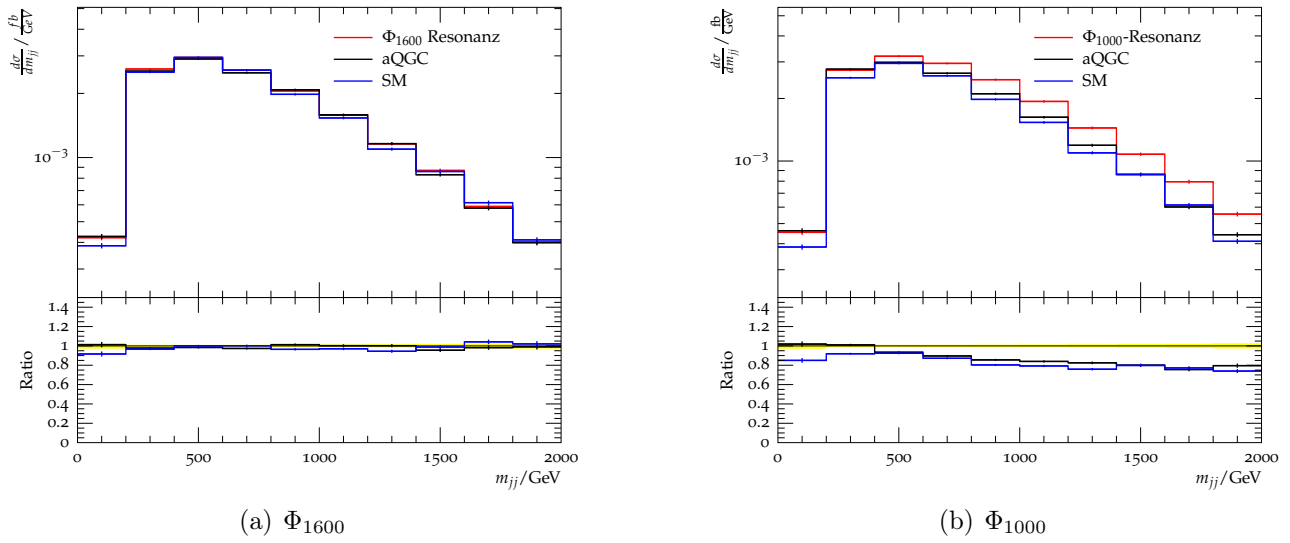 dσ/dm_jj / fb/GeV
Φ1600 Resonanz
aQGC
SM
10⁻³
Ratio
1.4
1.2
1
0.8
0.6
0.4
0.2
0
0 500 1000 1500 2000
m_jj/GeV
(a) Φ1600
dσ/dm_jj / fb/GeV
Φ1000-Resonanz
aQGC
SM
10⁻³
Ratio
1.4
1.2
1
0.8
0.6
0.4
0.2
0
0 500 1000 1500 2000
m_jj/GeV
(b) Φ1000